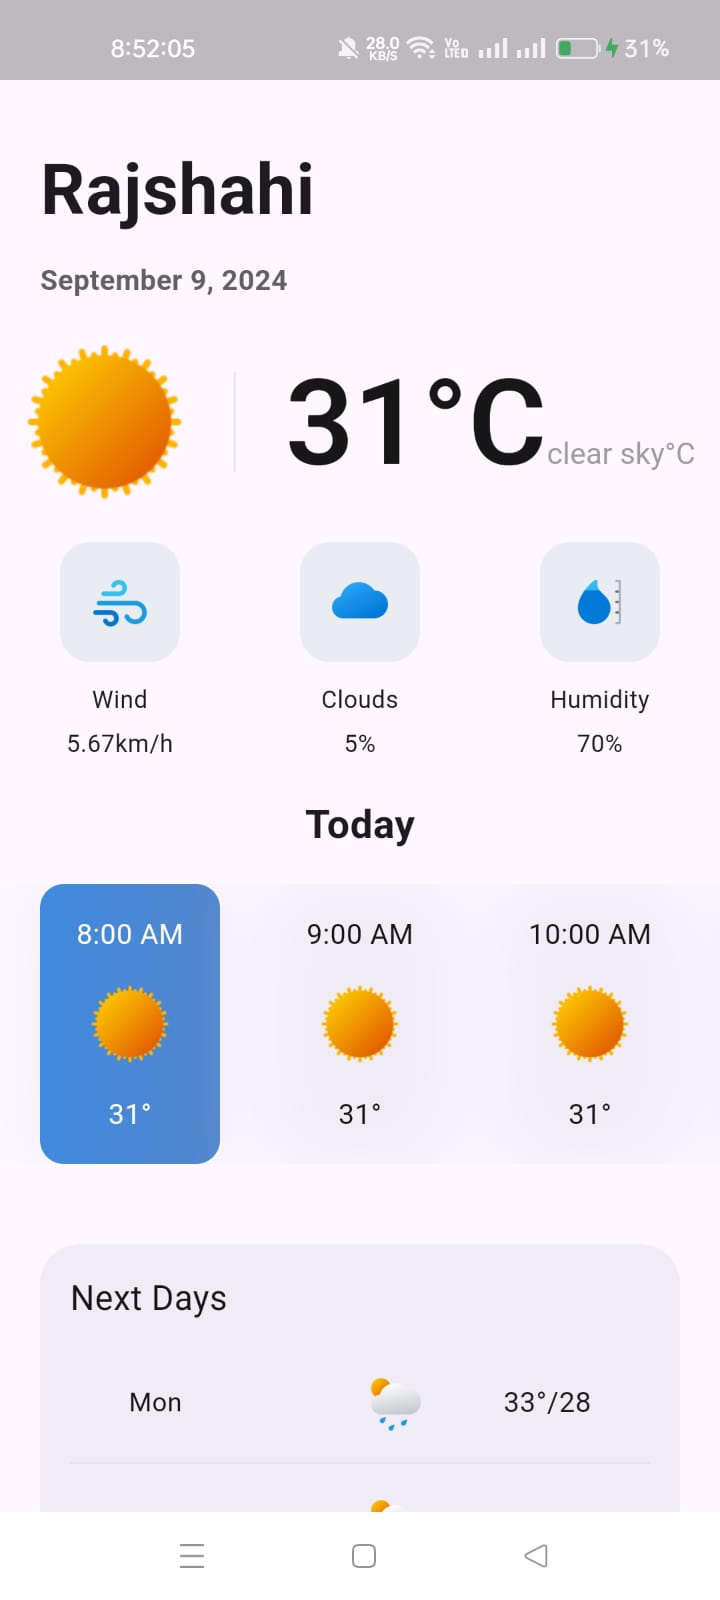 8:52:05 28.0 KB/S Vo LTE 31%
Rajshahi
September 9, 2024
31°C clear sky°C
Wind Clouds Humidity
5.67km/h 5% 70%
Today
8:00 AM 9:00 AM 10:00 AM
31° 31° 31°
Next Days
Mon 33°/28